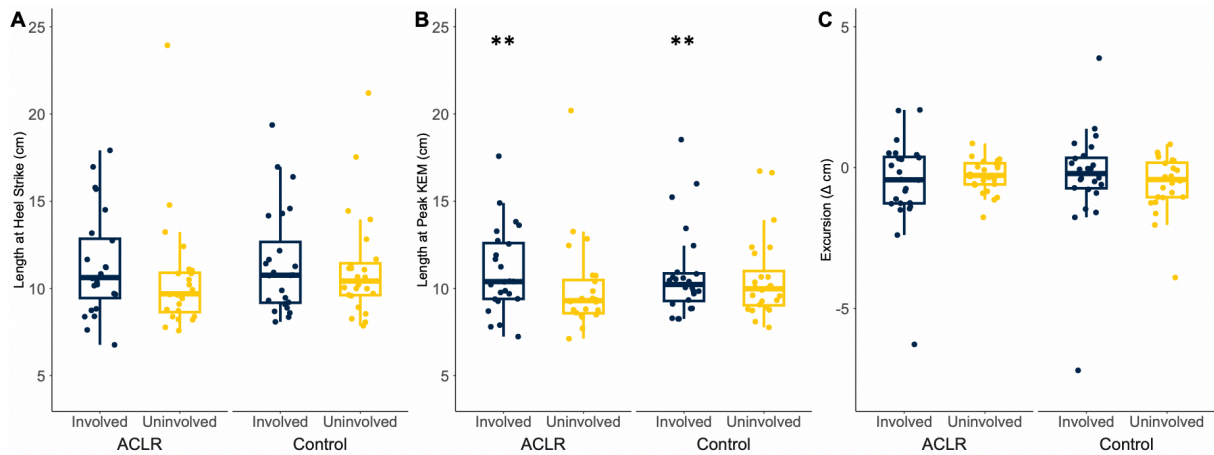 A
Length at Heel Strike (cm)
25
20
15
10
5
Involved Uninvolved Involved Uninvolved
ACLR Control
B
Length at Peak KEM (cm)
25
20
15
10
5
** **
Involved Uninvolved Involved Uninvolved
ACLR Control
C
Excursion (Δ cm)
5
0
-5
Involved Uninvolved Involved Uninvolved
ACLR Control